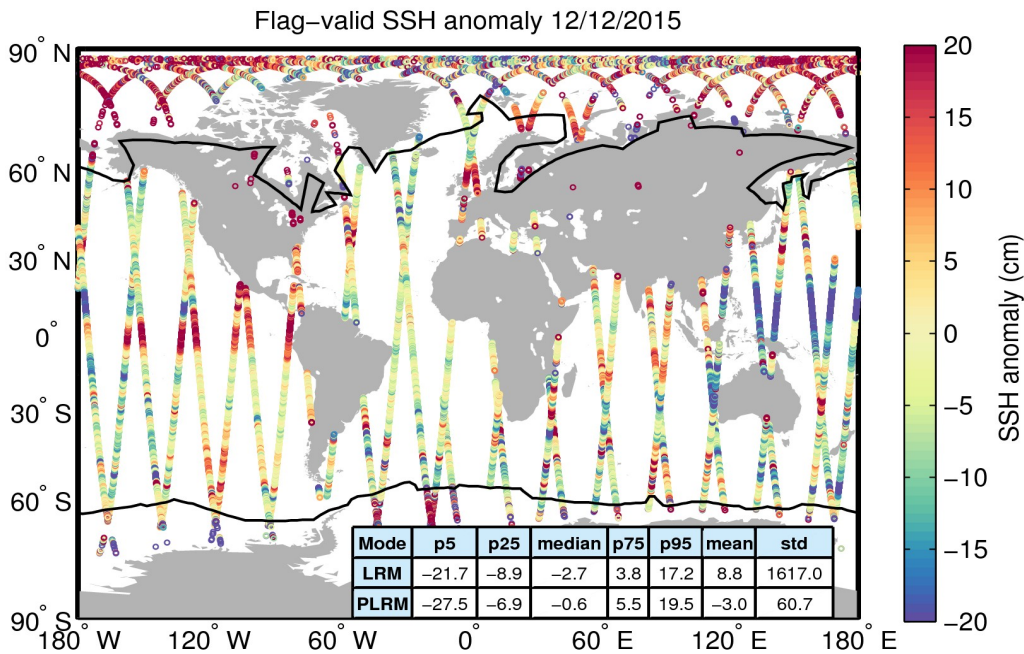 Flag−valid SSH anomaly 12/12/2015
90° N
60° N
30° N
0°
30° S
60° S
90° S
180° W
120° W
60° W
0°
60° E
120° E
180° E
Mode p5 p25 median p75 p95 mean std
LRM −21.7 −8.9 −2.7 3.8 17.2 8.8 1617.0
PLRM −27.5 −6.9 −0.6 5.5 19.5 −3.0 60.7
20
15
10
5
0
−5
−10
−15
−20
SSH anomaly (cm)